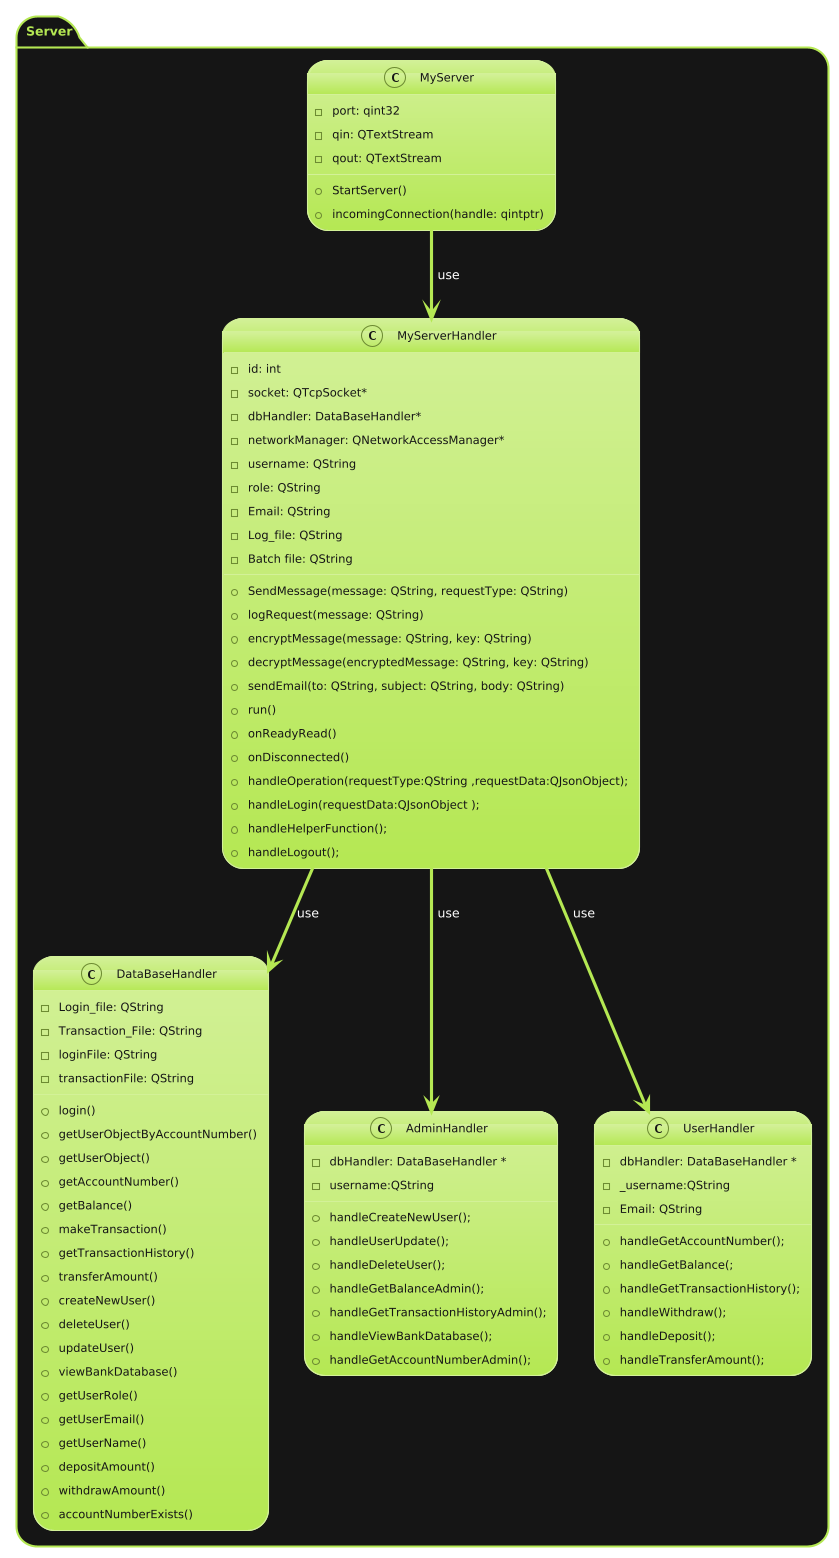 Server
C MyServer
port: qint32
qin: QTextStream
qout: QTextStream
StartServer()
incomingConnection(handle: qintptr)
use
C MyServerHandler
id: int
socket: QTcpSocket*
dbHandler: DataBaseHandler*
networkManager: QNetworkAccessManager*
username: QString
role: QString
Email: QString
Log_file: QString
Batch file: QString
SendMessage(message: QString, requestType: QString)
logRequest(message: QString)
encryptMessage(message: QString, key: QString)
decryptMessage(encryptedMessage: QString, key: QString)
sendEmail(to: QString, subject: QString, body: QString)
run()
onReadyRead()
onDisconnected()
handleOperation(requestType:QString ,requestData:QJsonObject);
handleLogin(requestData:QJsonObject );
handleHelperFunction();
handleLogout();
use
use
use
C DataBaseHandler
Login_file: QString
Transaction_File: QString
loginFile: QString
transactionFile: QString
login()
getUserObjectByAccountNumber()
getUserObject()
getAccountNumber()
getBalance()
makeTransaction()
getTransactionHistory()
transferAmount()
createNewUser()
deleteUser()
updateUser()
viewBankDatabase()
getUserRole()
getUserEmail()
getUserName()
depositAmount()
withdrawAmount()
accountNumberExists()
C AdminHandler
dbHandler: DataBaseHandler *
username:QString
handleCreateNewUser();
handleUserUpdate();
handleDeleteUser();
handleGetBalanceAdmin();
handleGetTransactionHistoryAdmin();
handleViewBankDatabase();
handleGetAccountNumberAdmin();
C UserHandler
dbHandler: DataBaseHandler *
_username:QString
Email: QString
handleGetAccountNumber();
handleGetBalance(;
handleGetTransactionHistory();
handleWithdraw();
handleDeposit();
handleTransferAmount();